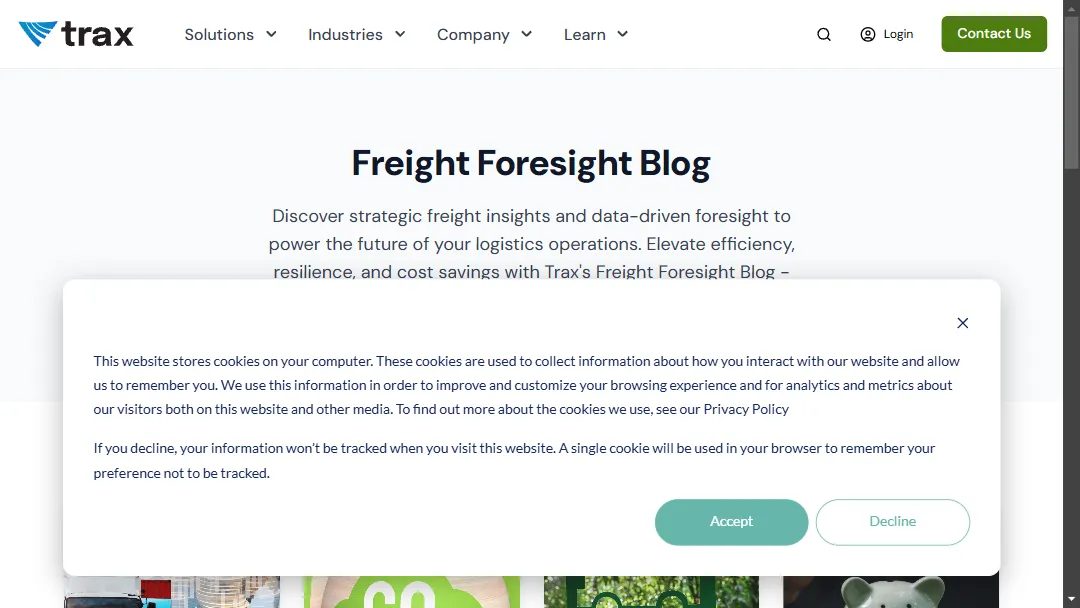 trax
Solutions
Industries
Company
Learn
Login
Contact Us
Freight Foresight Blog
Discover strategic freight insights and data-driven foresight to
power the future of your logistics operations. Elevate efficiency,
resilience, and cost savings with Trax's Freight Foresight Blog -
This website stores cookies on your computer. These cookies are used to collect information about how you interact with our website and allow
us to remember you. We use this information in order to improve and customize your browsing experience and for analytics and metrics about
our visitors both on this website and other media. To find out more about the cookies we use, see our Privacy Policy
If you decline, your information won't be tracked when you visit this website. A single cookie will be used in your browser to remember your
preference not to be tracked.
Accept
Decline